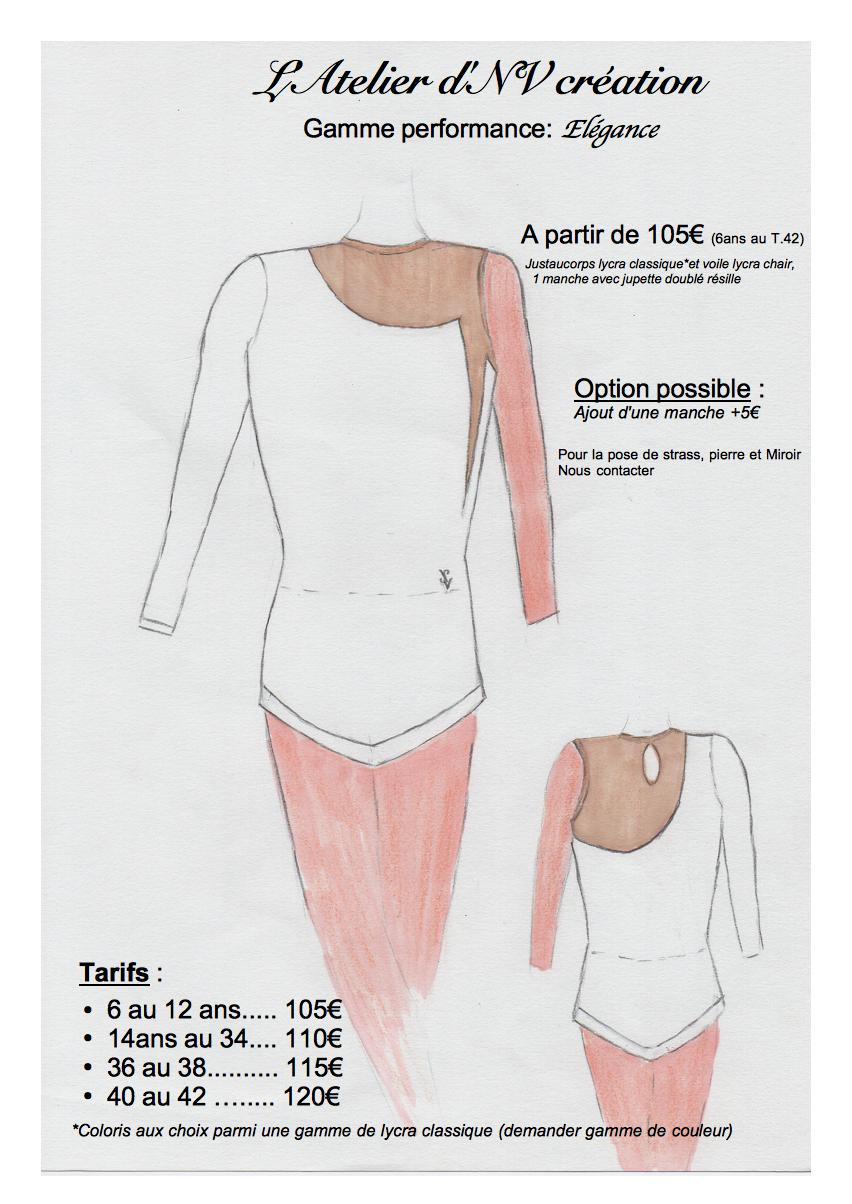 L'Atelier d'NV création
Gamme performance: Elégance
A partir de 105€ (6ans au T.42)
Justaucorps lycra classique*et voile lycra chair,
1 manche avec jupette doublé résille
Option possible :
Ajout d'une manche +5€
Pour la pose de strass, pierre et Miroir
Nous contacter
Tarifs :
• 6 au 12 ans..... 105€
• 14ans au 34.... 110€
• 36 au 38.......... 115€
• 40 au 42 …..... 120€
*Coloris aux choix parmi une gamme de lycra classique (demander gamme de couleur)